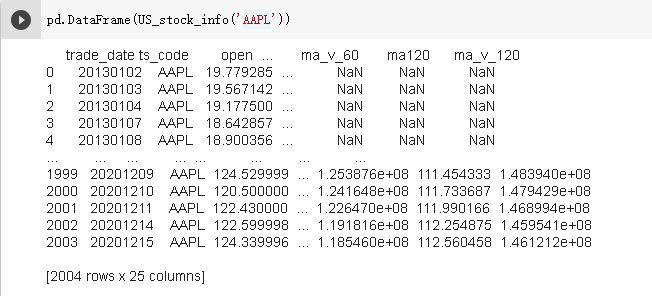 pd.DataFrame(US_stock_info('AAPL'))
trade_date ts_code open ... ma_v_60 ma120 ma_v_120
0 20130102 AAPL 19.779285 ... NaN NaN NaN
1 20130103 AAPL 19.567142 ... NaN NaN NaN
2 20130104 AAPL 19.177500 ... NaN NaN NaN
3 20130107 AAPL 18.642857 ... NaN NaN NaN
4 20130108 AAPL 18.900356 ... NaN NaN NaN
... ... ... ... ... ... ... ...
1999 20201209 AAPL 124.529999 ... 1.253876e+08 111.454333 1.483940e+08
2000 20201210 AAPL 120.500000 ... 1.241648e+08 111.733687 1.479429e+08
2001 20201211 AAPL 122.430000 ... 1.226470e+08 111.990166 1.468994e+08
2002 20201214 AAPL 122.599998 ... 1.191816e+08 112.254875 1.459541e+08
2003 20201215 AAPL 124.339996 ... 1.185460e+08 112.560458 1.461212e+08
[2004 rows x 25 columns]